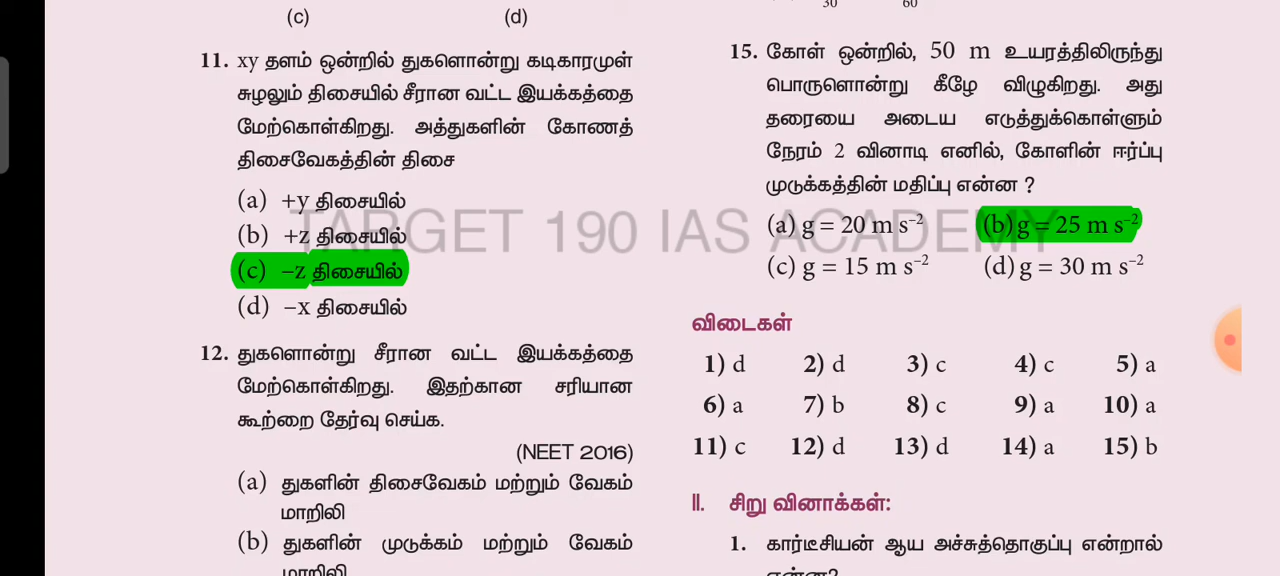 (c)
(d)
11. xy தளம் ஒன்றில் துகளொன்று கடிகாரமுள்
சுழலும் திசையில் சீரான வட்ட இயக்கத்தை
மேற்கொள்கிறது. அத்துகளின் கோணத்
திசைவேகத்தின் திசை
(a) +y திசையில்
(b) +z திசையில்
(c) –z திசையில்
(d) –x திசையில்
12. துகளொன்று சீரான வட்ட இயக்கத்தை
மேற்கொள்கிறது. இதற்கான சரியான
கூற்றை தேர்வு செய்க.
(NEET 2016)
(a) துகளின் திசைவேகம் மற்றும் வேகம்
மாறிலி
(b) துகளின் முடுக்கம் மற்றும் வேகம்
மாறிலி
30 60
15. கோள் ஒன்றில், 50 m உயரத்திலிருந்து
பொருளொன்று கீழே விழுகிறது. அது
தரையை அடைய எடுத்துக்கொள்ளும்
நேரம் 2 வினாடி எனில், கோளின் ஈர்ப்பு
முடுக்கத்தின் மதிப்பு என்ன ?
(a) g = 20 m s⁻² (b) g = 25 m s⁻²
(c) g = 15 m s⁻² (d) g = 30 m s⁻²
விடைகள்
1) d 2) d 3) c 4) c 5) a
6) a 7) b 8) c 9) a 10) a
11) c 12) d 13) d 14) a 15) b
II. சிறு வினாக்கள்:
1. கார்டீசியன் ஆய அச்சுத்தொகுப்பு என்றால்
என்ன?
TARGET 190 IAS ACADEMY